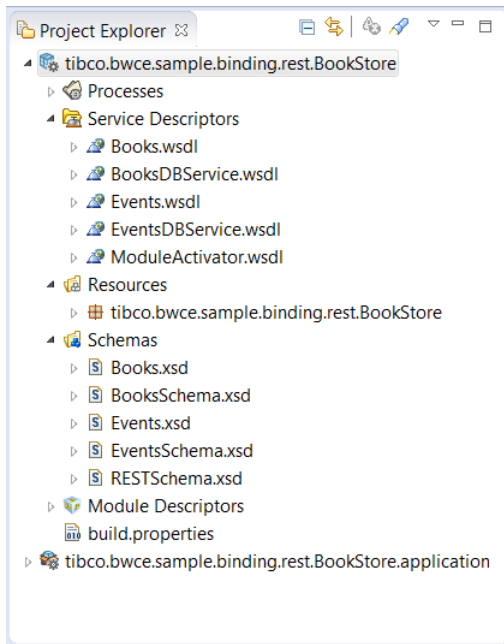 Project Explorer
tibco.bwce.sample.binding.rest.BookStore
Processes
Service Descriptors
Books.wsdl
BooksDBService.wsdl
Events.wsdl
EventsDBService.wsdl
ModuleActivator.wsdl
Resources
tibco.bwce.sample.binding.rest.BookStore
Schemas
Books.xsd
BooksSchema.xsd
Events.xsd
EventsSchema.xsd
RESTSchema.xsd
Module Descriptors
build.properties
tibco.bwce.sample.binding.rest.BookStore.application